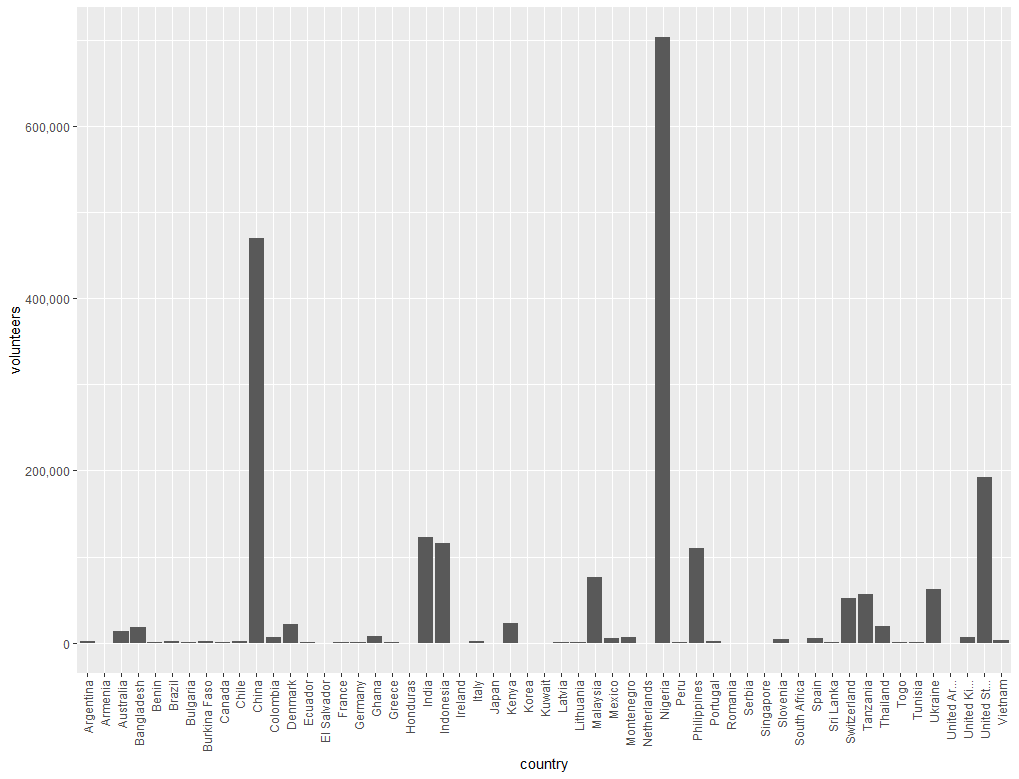 600,000
400,000
200,000
0
volunteers
Argentina
Armenia
Australia
Bangladesh
Benin
Brazil
Bulgaria
Burkina Faso
Canada
Chile
China
Colombia
Denmark
Ecuador
El Salvador
France
Germany
Ghana
Greece
Honduras
India
Indonesia
Ireland
Italy
Japan
Kenya
Korea
Kuwait
Latvia
Lithuania
Malaysia
Mexico
Montenegro
Netherlands
Nigeria
Peru
Philippines
Portugal
Romania
Serbia
Singapore
Slovenia
South Africa
Spain
Sri Lanka
Switzerland
Tanzania
Thailand
Togo
Tunisia
Ukraine
United Ar...
United Ki...
United St...
Vietnam
country